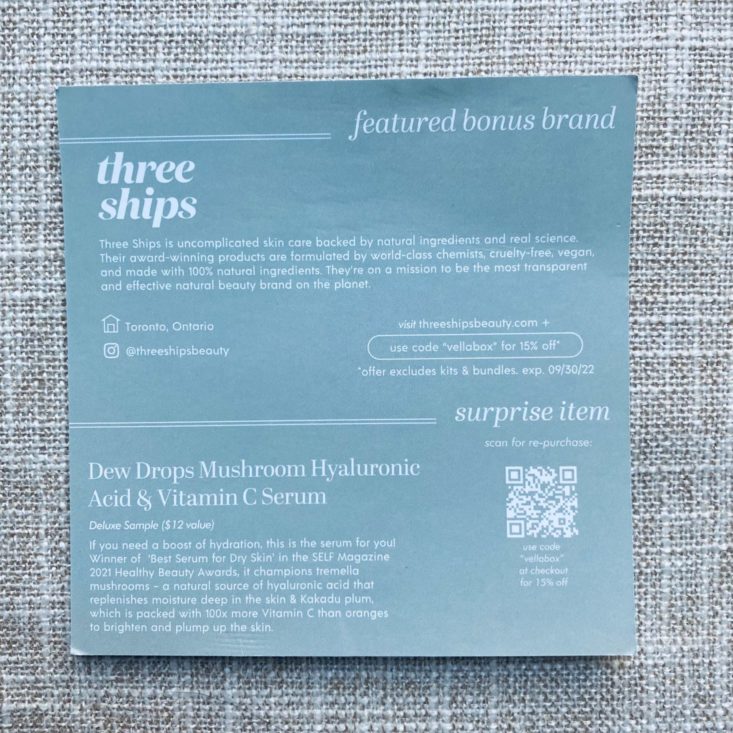 featured bonus brand
three
ships
Three Ships is uncomplicated skin care backed by natural ingredients and real science.
Their award-winning products are formulated by world-class chemists, cruelty-free, vegan,
and made with 100% natural ingredients. They're on a mission to be the most transparent
and effective natural beauty brand on the planet.
Toronto, Ontario
@threeshipsbeauty
visit threeshipsbeauty.com +
use code "vellabox" for 15% off*
*offer excludes kits & bundles. exp. 09/30/22
surprise item
Dew Drops Mushroom Hyaluronic
Acid & Vitamin C Serum
Deluxe Sample ($12 value)
If you need a boost of hydration, this is the serum for you!
Winner of 'Best Serum for Dry Skin' in the SELF Magazine
2021 Healthy Beauty Awards, it champions tremella
mushrooms – a natural source of hyaluronic acid that
replenishes moisture deep in the skin & Kakadu plum,
which is packed with 100x more Vitamin C than oranges
to brighten and plump up the skin.
scan for re-purchase:
use code
"vellabox"
at checkout
for 15% off